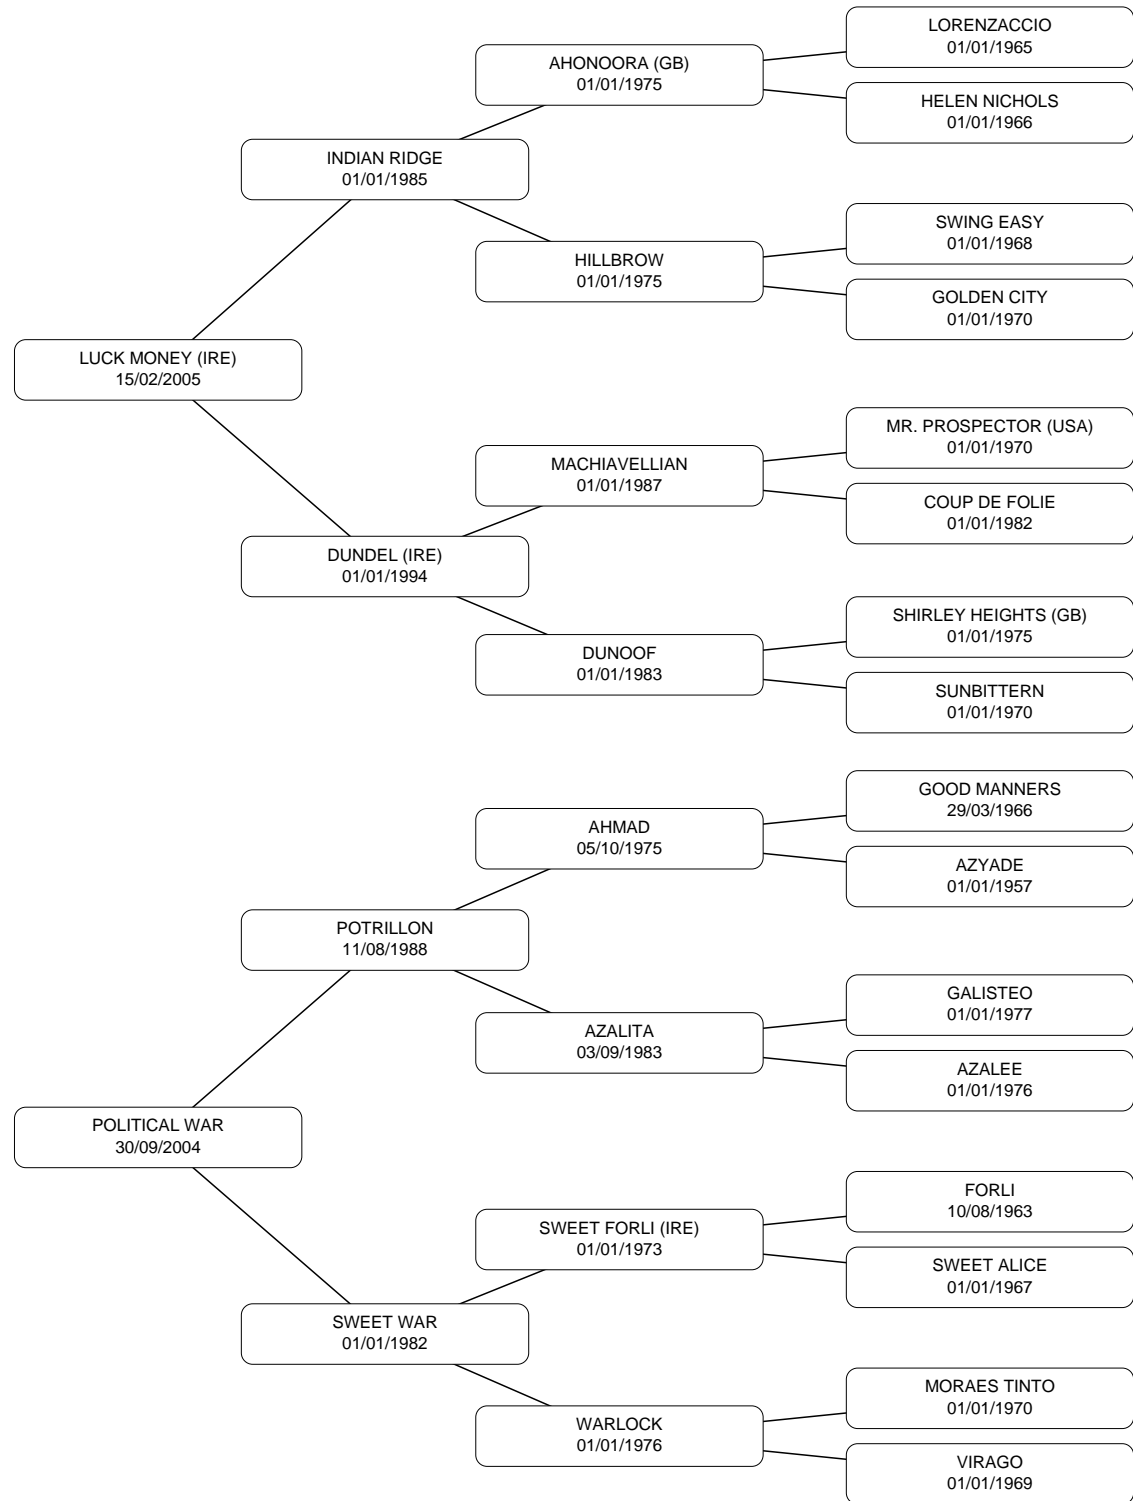 LORENZACCIO
01/01/1965
AHONOORA (GB)
01/01/1975
HELEN NICHOLS
01/01/1966
INDIAN RIDGE
01/01/1985
SWING EASY
01/01/1968
HILLBROW
01/01/1975
GOLDEN CITY
01/01/1970
LUCK MONEY (IRE)
15/02/2005
MR. PROSPECTOR (USA)
01/01/1970
MACHIAVELLIAN
01/01/1987
COUP DE FOLIE
01/01/1982
DUNDEL (IRE)
01/01/1994
SHIRLEY HEIGHTS (GB)
01/01/1975
DUNOOF
01/01/1983
SUNBITTERN
01/01/1970
GOOD MANNERS
29/03/1966
AHMAD
05/10/1975
AZYADE
01/01/1957
POTRILLON
11/08/1988
GALISTEO
01/01/1977
AZALITA
03/09/1983
AZALEE
01/01/1976
POLITICAL WAR
30/09/2004
FORLI
10/08/1963
SWEET FORLI (IRE)
01/01/1973
SWEET ALICE
01/01/1967
SWEET WAR
01/01/1982
MORAES TINTO
01/01/1970
WARLOCK
01/01/1976
VIRAGO
01/01/1969